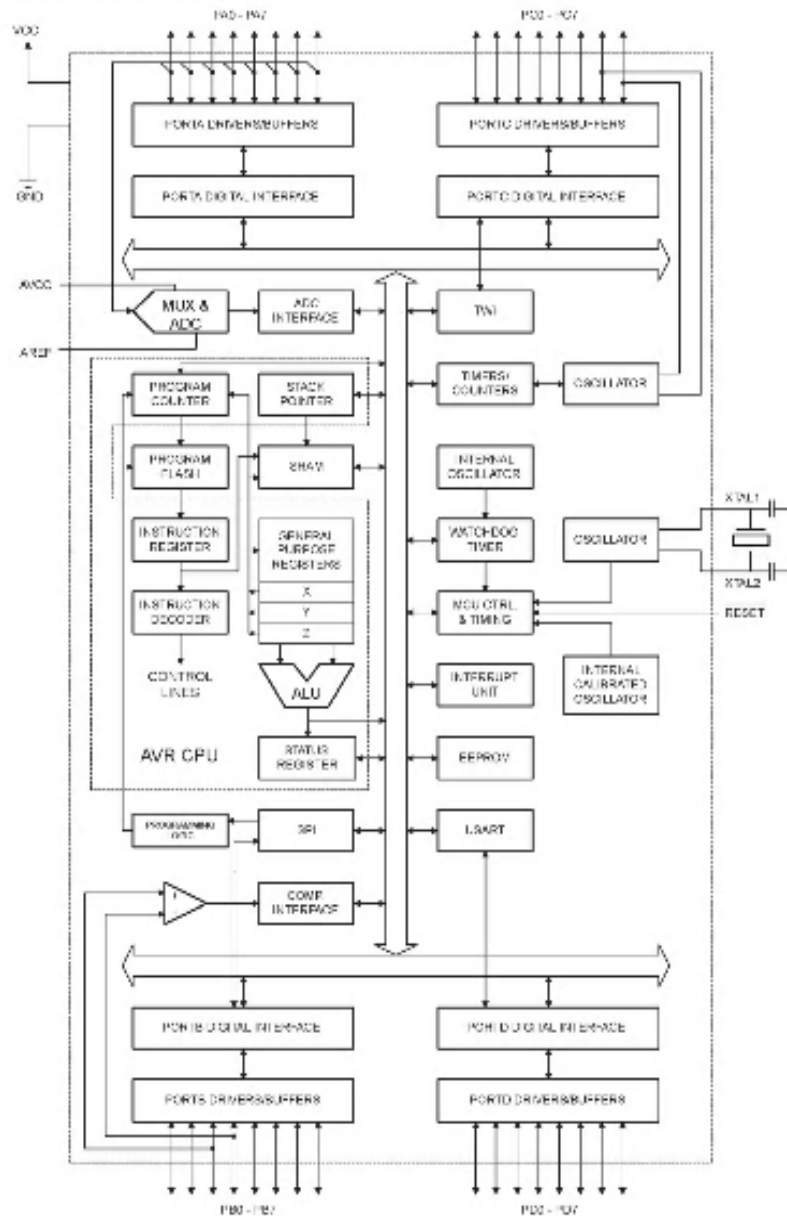 PA0 - PA7
PC0 - PC7
VCC
PORTA DRIVERS/BUFFERS
PORTC DRIVERS/BUFFERS
GND
PORTA DIGITAL INTERFACE
PORTC DIGITAL INTERFACE
AVCC
MUX &
ADC
ADC
INTERFACE
TWI
AREF
PROGRAM
COUNTER
STACK
POINTER
TIMERS/
COUNTERS
OSCILLATOR
PROGRAM
FLASH
SRAM
INTERNAL
OSCILLATOR
XTAL1
INSTRUCTION
REGISTER
GENERAL
PURPOSE
REGISTERS
WATCHDOG
TIMER
OSCILLATOR
XTAL2
X
INSTRUCTION
DECODER
Y
MCU CTRL.
& TIMING
RESET
Z
CONTROL
LINES
ALU
INTERRUPT
UNIT
INTERNAL
CALIBRATED
OSCILLATOR
AVR CPU
STATUS
REGISTER
EEPROM
PROGRAMMING
LOGIC
SPI
USART
COMP.
INTERFACE
PORTB DIGITAL INTERFACE
PORTD DIGITAL INTERFACE
PORTB DRIVERS/BUFFERS
PORTD DRIVERS/BUFFERS
PB0 - PB7
PD0 - PD7